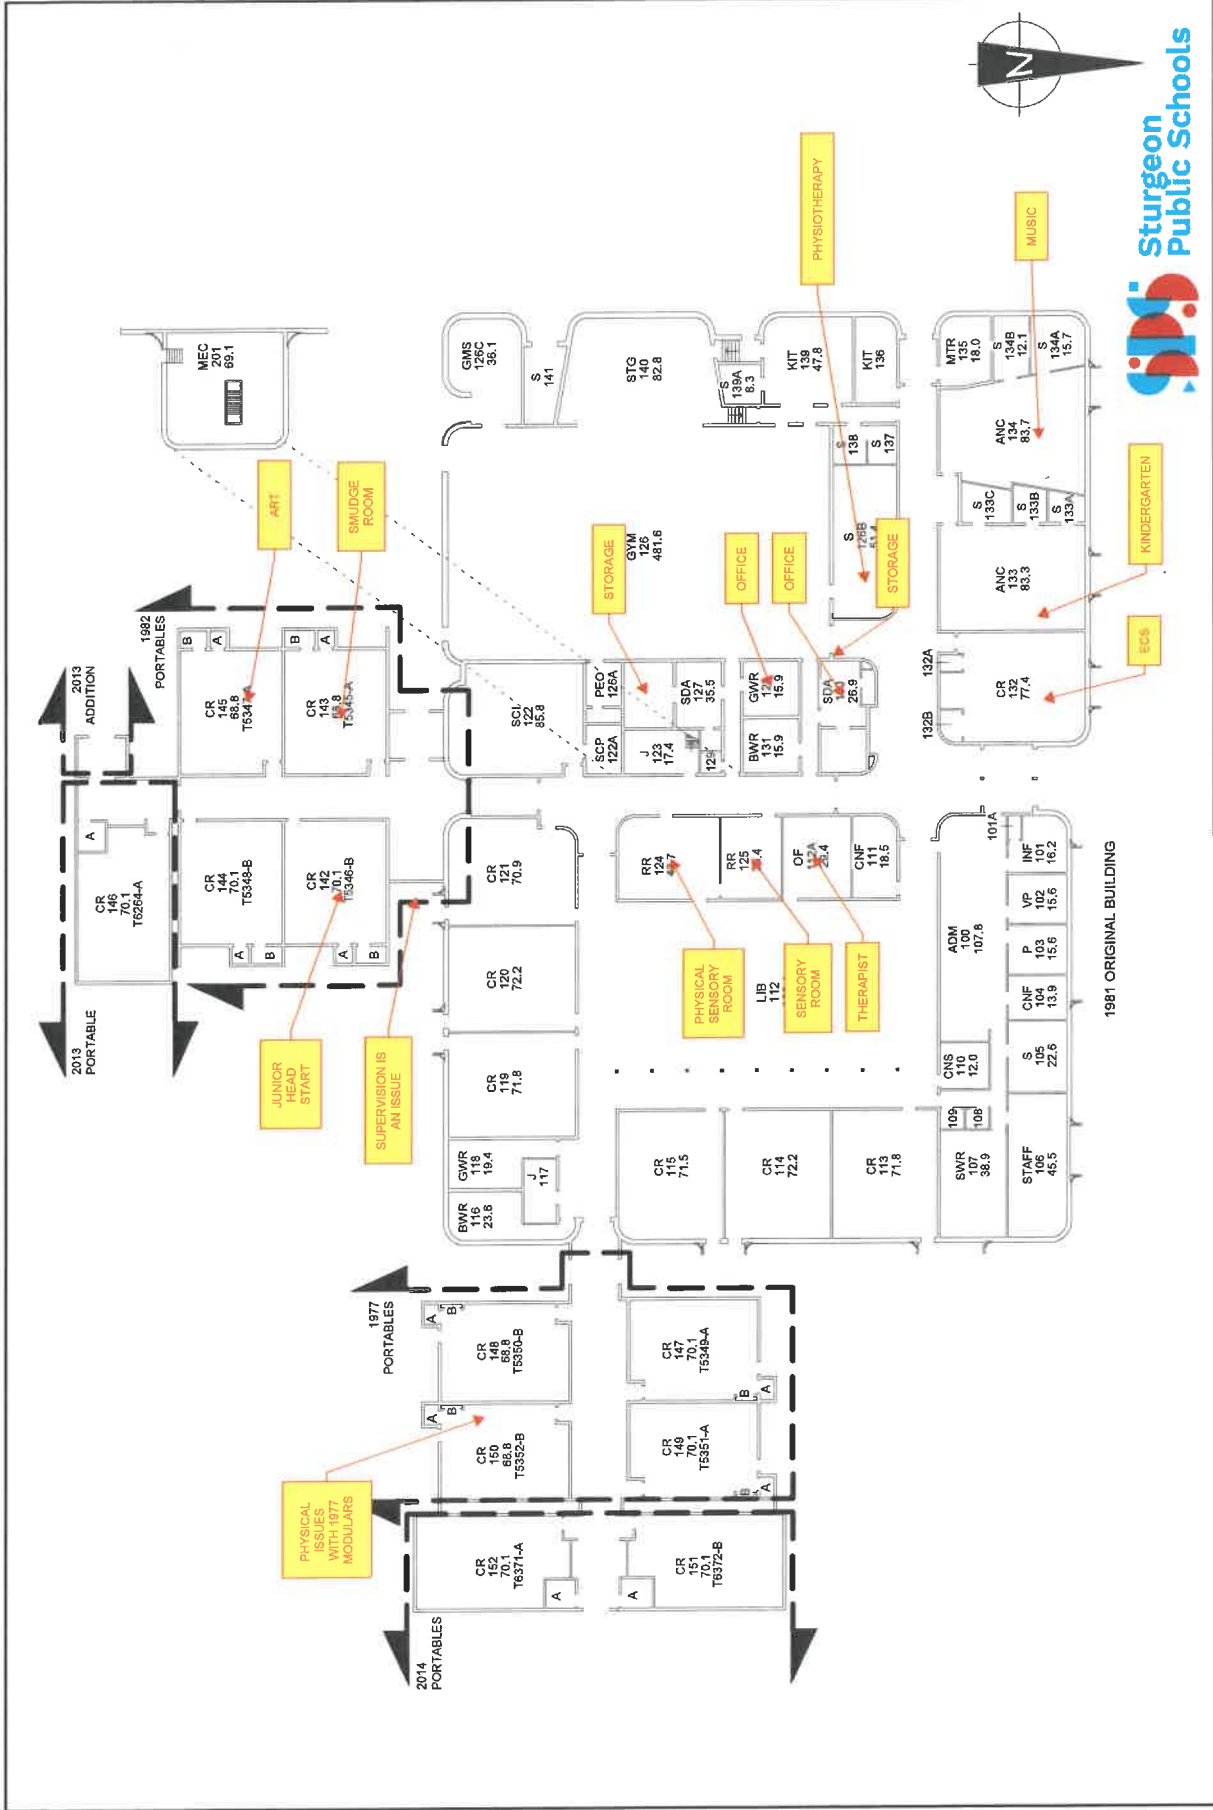 2013
PORTABLE
2013
ADDITION
1982
PORTABLES
MEC
201
69.1
CR
146
70.1
T6264-A
A
CR
144
70.1
T5348-B
A
B
CR
142
70.1
T5346-B
A
B
CR
145
68.8
T5347-A
B
A
CR
143
T5345-A
B
A
ART
SMUDGE
ROOM
JUNIOR
HEAD
START
SUPERVISION IS
AN ISSUE
1977
PORTABLES
2014
PORTABLES
PHYSICAL
ISSUES
WITH 1977
MODULARS
CR
152
70.1
T6371-A
A
CR
151
70.1
T6372-B
A
CR
150
68.8
T5352-B
A
B
CR
148
68.8
T5350-B
A
B
CR
149
70.1
T5351-A
B
A
CR
147
70.1
T5349-A
B
A
BWR
116
23.6
GWR
118
19.4
J
117
CR
119
71.8
CR
120
72.2
CR
121
70.9
SCI
122
85.8
SCP
122A
PEO
126A
J
123
17.4
SDA
127
35.5
129
BWR
131
15.9
GWR
15.9
SDA
26.9
STORAGE
OFFICE
OFFICE
STORAGE
PHYSIOTHERAPY
GYM
126
481.6
GMS
126C
36.1
S
141
STG
140
82.8
S
139A
8.3
KIT
139
47.8
KIT
136
S
138
S
137
S
126B
CR
115
71.5
CR
114
72.2
CR
113
71.8
LIB
112
RR
124
RR
125
OF
112A
CNF
111
18.5
PHYSICAL
SENSORY
ROOM
SENSORY
ROOM
THERAPIST
SWR
107
38.9
109
108
STAFF
106
45.5
CNS
110
12.0
S
105
22.6
CNF
104
13.9
P
103
15.6
VP
102
15.6
INF
101
16.2
101A
ADM
100
107.8
132B
132A
CR
132
77.4
ANC
133
83.3
S
133C
S
133B
S
133A
ANC
134
83.7
MTR
135
18.0
S
134B
12.1
S
134A
15.7
ECS
KINDERGARTEN
MUSIC
1981 ORIGINAL BUILDING
N
sps
Sturgeon
Public Schools